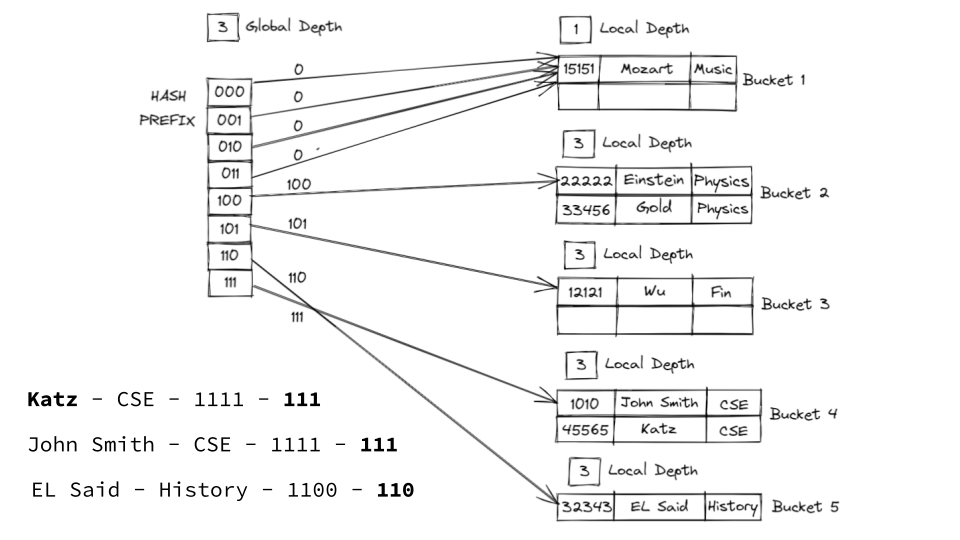 3 Global Depth
HASH
PREFIX
000
001
010
011
100
101
110
111
0
0
0
0
100
101
110
111
1 Local Depth
15151 Mozart Music
Bucket 1
3 Local Depth
22222 Einstein Physics
33456 Gold Physics
Bucket 2
3 Local Depth
12121 Wu Fin
Bucket 3
3 Local Depth
1010 John Smith CSE
45565 Katz CSE
Bucket 4
3 Local Depth
32343 EL Said History
Bucket 5
Katz - CSE - 1111 - 111
John Smith - CSE - 1111 - 111
EL Said - History - 1100 - 110